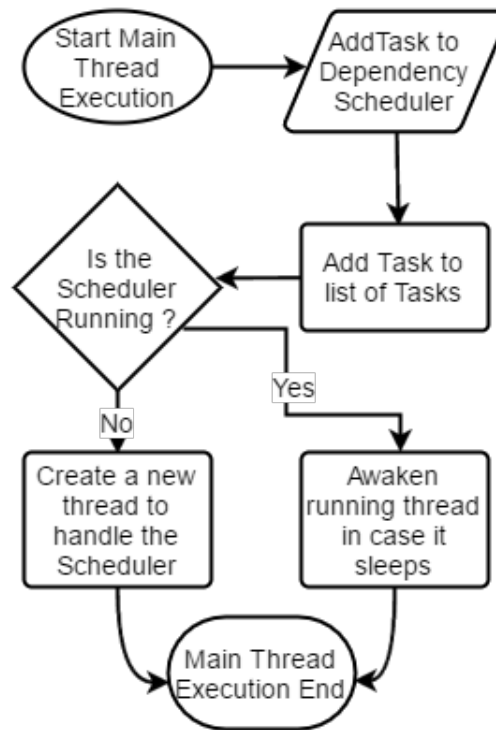 Start Main
Thread
Execution
AddTask to
Dependency
Scheduler
Add Task to
list of Tasks
Is the
Scheduler
Running ?
Yes
No
Create a new
thread to
handle the
Scheduler
Awaken
running thread
in case it
sleeps
Main Thread
Execution End